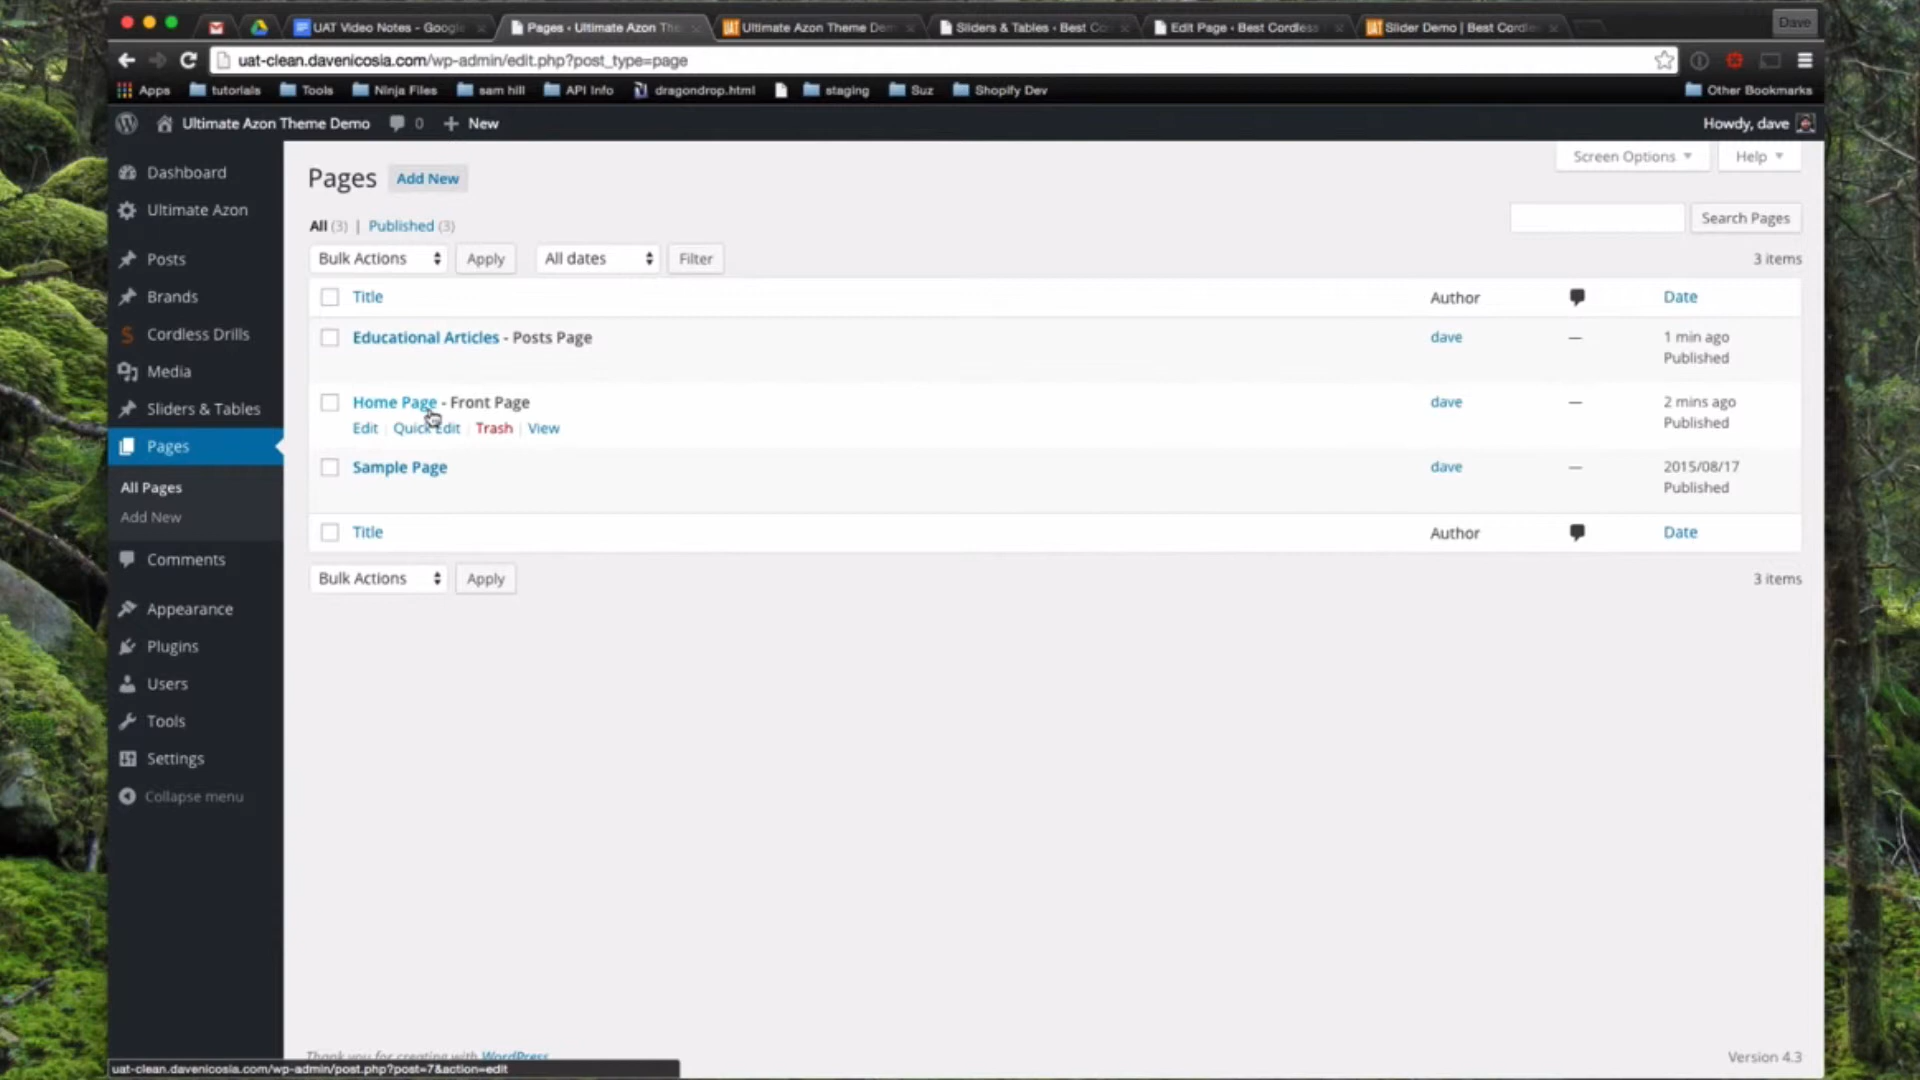 UAT Video Notes - Google
Pages ‹ Ultimate Azon The
Ultimate Azon Theme Dem
Sliders & Tables ‹ Best Co
Edit Page ‹ Best Cordless
Slider Demo | Best Cordle
Dave
uat-clean.davenicosia.com/wp-admin/edit.php?post_type=page
Apps
tutorials
Tools
Ninja Files
sam hill
API Info
dragondrop.html
staging
Suz
Shopify Dev
Other Bookmarks
Ultimate Azon Theme Demo
0
New
Howdy, dave
Dashboard
Ultimate Azon
Posts
Brands
Cordless Drills
Media
Sliders & Tables
Pages
All Pages
Add New
Comments
Appearance
Plugins
Users
Tools
Settings
Collapse menu
Screen Options
Help
Pages
Add New
All (3) | Published (3)
Search Pages
Bulk Actions
Apply
All dates
Filter
3 items
Title
Author
Date
Educational Articles - Posts Page
dave
—
1 min ago
Published
Home Page - Front Page
Edit | Quick Edit | Trash | View
dave
—
2 mins ago
Published
Sample Page
dave
—
2015/08/17
Published
Title
Author
Date
Bulk Actions
Apply
3 items
Thank you for creating with WordPress
Version 4.3
uat-clean.davenicosia.com/wp-admin/post.php?post=7&action=edit